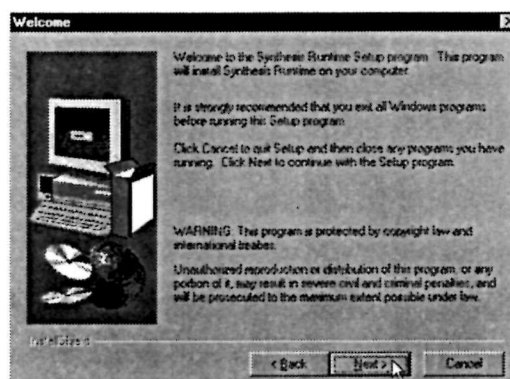 Welcome
Welcome to the Synthesis Runtime Setup program. This program
will install Synthesis Runtime on your computer.
It is strongly recommended that you exit all Windows programs
before running this Setup program.
Click Cancel to quit Setup and then close any programs you have
running. Click Next to continue with the Setup program.
WARNING: This program is protected by copyright law and
international treaties.
Unauthorized reproduction or distribution of this program, or any
portion of it, may result in severe civil and criminal penalties, and
will be prosecuted to the maximum extent possible under law.
InstallShield
< Back
Next >
Cancel